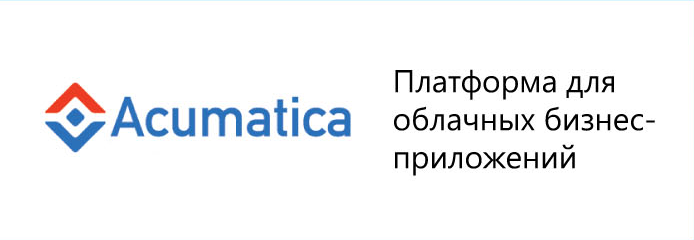 Acumatica
Платформа для
облачных бизнес-
приложений